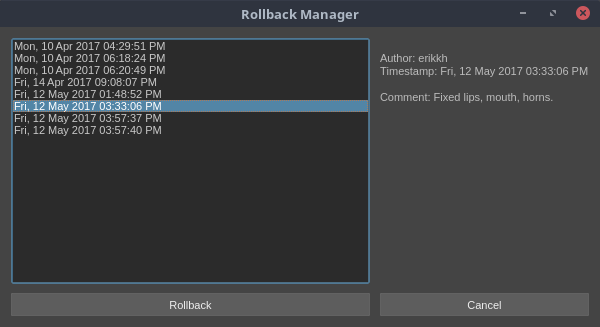 Rollback Manager
Mon, 10 Apr 2017 04:29:51 PM
Mon, 10 Apr 2017 06:18:24 PM
Mon, 10 Apr 2017 06:20:49 PM
Fri, 14 Apr 2017 09:08:07 PM
Fri, 12 May 2017 01:48:52 PM
Fri, 12 May 2017 03:33:06 PM
Fri, 12 May 2017 03:57:37 PM
Fri, 12 May 2017 03:57:40 PM
Author: erikkh
Timestamp: Fri, 12 May 2017 03:33:06 PM
Comment: Fixed lips, mouth, horns.
Rollback
Cancel